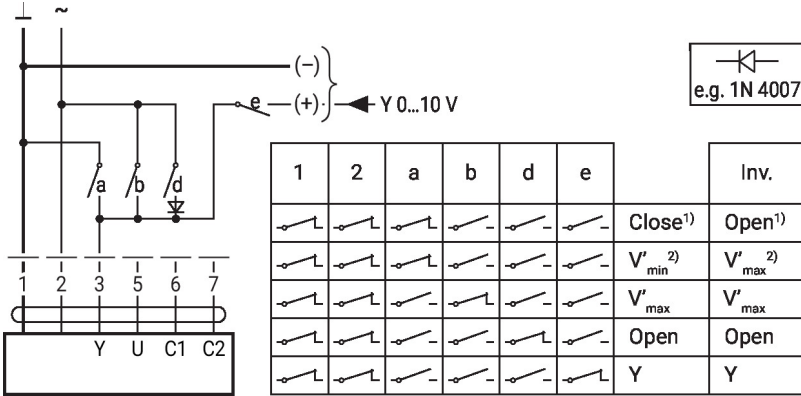 ⊥ ~
(–)
e (+) Y 0...10 V
e.g. 1N 4007
a b d
1 2 3 5 6 7
Y U C1 C2
1 2 a b d e Inv.
Close¹⁾ Open¹⁾
V'min²⁾ V'max²⁾
V'max V'max
Open Open
Y Y